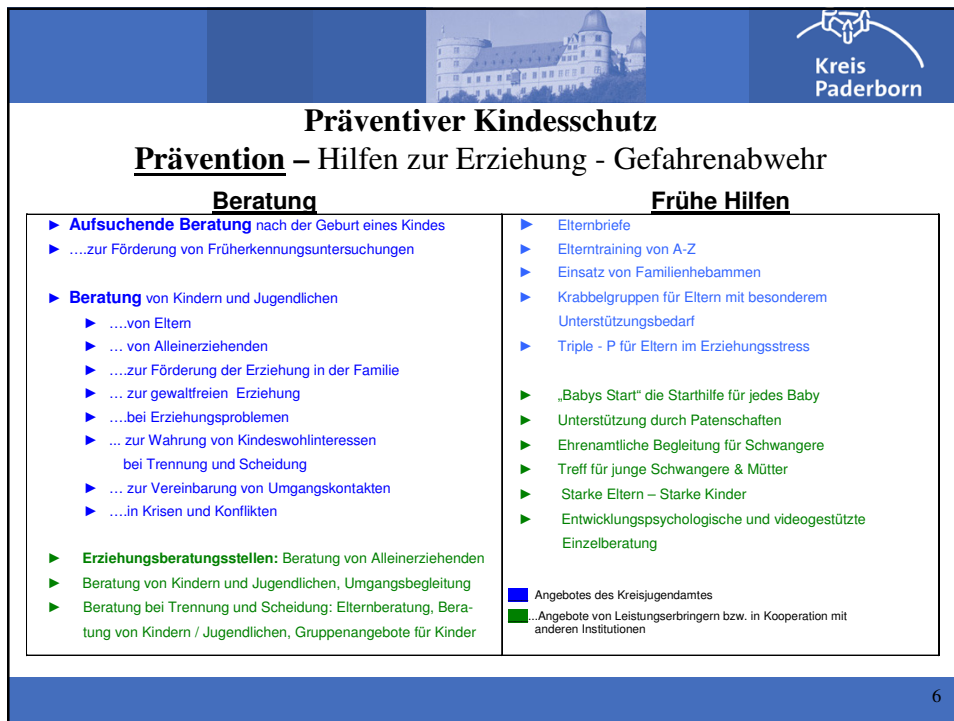 Kreis
Paderborn
Präventiver Kindesschutz
Prävention – Hilfen zur Erziehung - Gefahrenabwehr
Beratung
► Aufsuchende Beratung nach der Geburt eines Kindes
► ….zur Förderung von Früherkennungsuntersuchungen
► Beratung von Kindern und Jugendlichen
► ….von Eltern
► … von Alleinerziehenden
► ….zur Förderung der Erziehung in der Familie
► … zur gewaltfreien Erziehung
► ….bei Erziehungsproblemen
► ... zur Wahrung von Kindeswohlinteressen
bei Trennung und Scheidung
► … zur Vereinbarung von Umgangskontakten
► ….in Krisen und Konflikten
► Erziehungsberatungsstellen: Beratung von Alleinerziehenden
► Beratung von Kindern und Jugendlichen, Umgangsbegleitung
► Beratung bei Trennung und Scheidung: Elternberatung, Bera-
tung von Kindern / Jugendlichen, Gruppenangebote für Kinder
Frühe Hilfen
► Elternbriefe
► Elterntraining von A-Z
► Einsatz von Familienhebammen
► Krabbelgruppen für Eltern mit besonderem
Unterstützungsbedarf
► Triple - P für Eltern im Erziehungsstress
► „Babys Start“ die Starthilfe für jedes Baby
► Unterstützung durch Patenschaften
► Ehrenamtliche Begleitung für Schwangere
► Treff für junge Schwangere & Mütter
► Starke Eltern – Starke Kinder
► Entwicklungspsychologische und videogestützte
Einzelberatung
Angebotes des Kreisjugendamtes
...Angebote von Leistungserbringern bzw. in Kooperation mit
anderen Institutionen
6